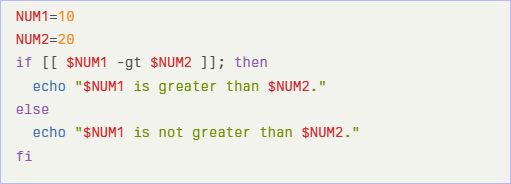 NUM1=10
NUM2=20
if [[ $NUM1 -gt $NUM2 ]]; then
  echo "$NUM1 is greater than $NUM2."
else
  echo "$NUM1 is not greater than $NUM2."
fi